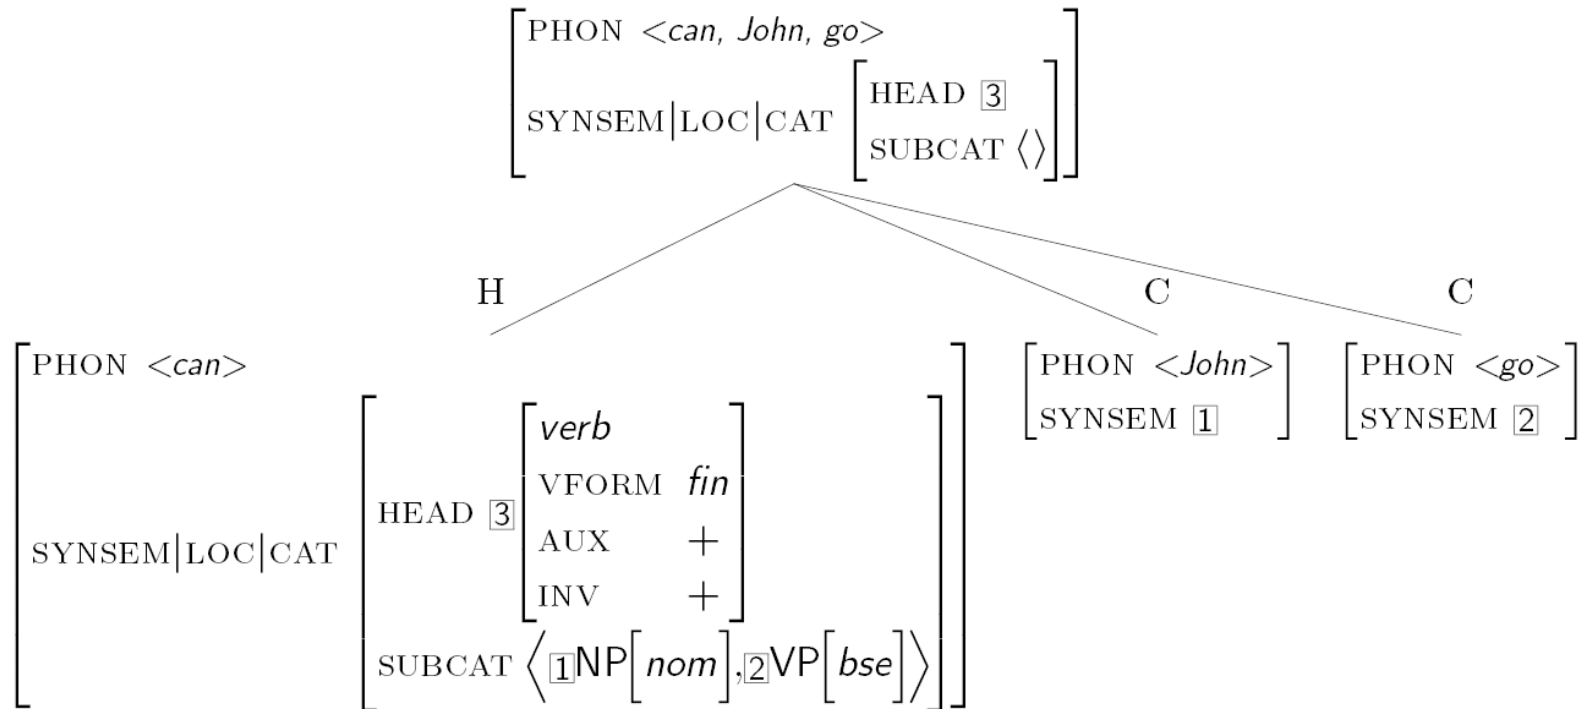 PHON <can, John, go>
SYNSEM|LOC|CAT
HEAD 3
SUBCAT ⟨⟩
H
C
C
PHON <can>
SYNSEM|LOC|CAT
HEAD 3
verb
VFORM fin
AUX +
INV +
SUBCAT ⟨1NP[nom],2VP[bse]⟩
PHON <John>
SYNSEM 1
PHON <go>
SYNSEM 2